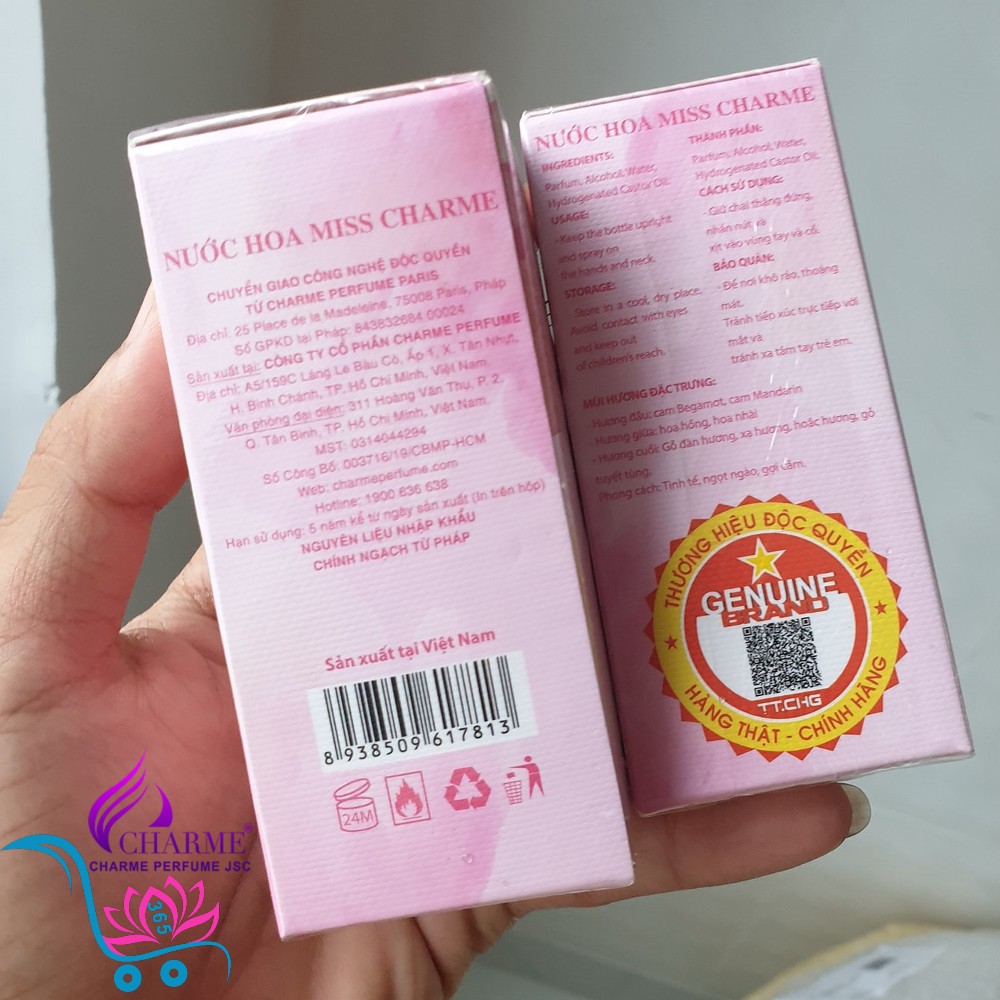 NƯỚC HOA MISS CHARME
CHUYỂN GIAO CÔNG NGHỆ ĐỘC QUYỀN
TỪ CHARME PERFUME PARIS
Địa chỉ: 25 Place de la Madeleine. 75008 Paris, Pháp
Số GPKD tại Pháp: 843832684 00024
Sản xuất tại: CÔNG TY CỔ PHẦN CHARME PERFUME
Địa chỉ: A5/159C Láng Le Bàu Cò, Ấp 1, X. Tân Nhựt,
H. Bình Chánh, TP. Hồ Chí Minh, Việt Nam.
Văn phòng đại diện: 311 Hoàng Văn Thụ, P. 2,
Q. Tân Bình, TP. Hồ Chí Minh, Việt Nam.
MST: 0314044294
Số Công Bố: 003716/19/CBMP-HCM
Web: charmeperfume.com
Hotline: 1900 636 638
Hạn sử dụng: 5 năm kể từ ngày sản xuất (In trên hộp)
NGUYÊN LIỆU NHẬP KHẨU
CHÍNH NGẠCH TỪ PHÁP
Sản xuất tại Việt Nam
8 938509 617813
24M
NƯỚC HOA MISS CHARME
INGREDIENTS:
Parfum, Alcohol, Water,
Hydrogenated Castor Oil.
USAGE:
- Keep the bottle upright
and spray on
the hands and neck.
STORAGE:
Store in a cool, dry place.
Avoid contact with eyes
and keep out
of children's reach.
THÀNH PHẦN:
Parfum, Alcohol, Water,
Hydrogenated Castor Oil.
CÁCH SỬ DỤNG:
- Giữ chai thẳng đứng,
nhấn nút và
xịt vào vùng tay và cổ.
BẢO QUẢN:
- Để nơi khô ráo, thoáng
mát.
Tránh tiếp xúc trực tiếp với
mắt và
tránh xa tầm tay trẻ em.
MÙI HƯƠNG ĐẶC TRƯNG:
Hương đầu: cam Bergamot, cam Mandarin
- Hương giữa: hoa hồng, hoa nhài
- Hương cuối: Gỗ đàn hương, xạ hương, hoắc hương, gỗ
tuyết tùng.
Phong cách: Tinh tế, ngọt ngào, gợi cảm.
THƯƠNG HIỆU ĐỘC QUYỀN
GENUINE
BRAND
TT.CHG
HÀNG THẬT - CHÍNH HÃNG
CHARME®
CHARME PERFUME JSC
365